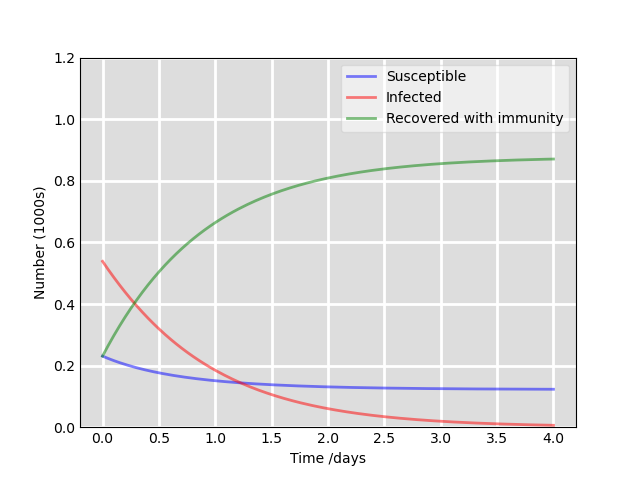 1.2
1.0
0.8
0.6
0.4
0.2
0.0
Number (1000s)
Susceptible
Infected
Recovered with immunity
0.0 0.5 1.0 1.5 2.0 2.5 3.0 3.5 4.0
Time /days